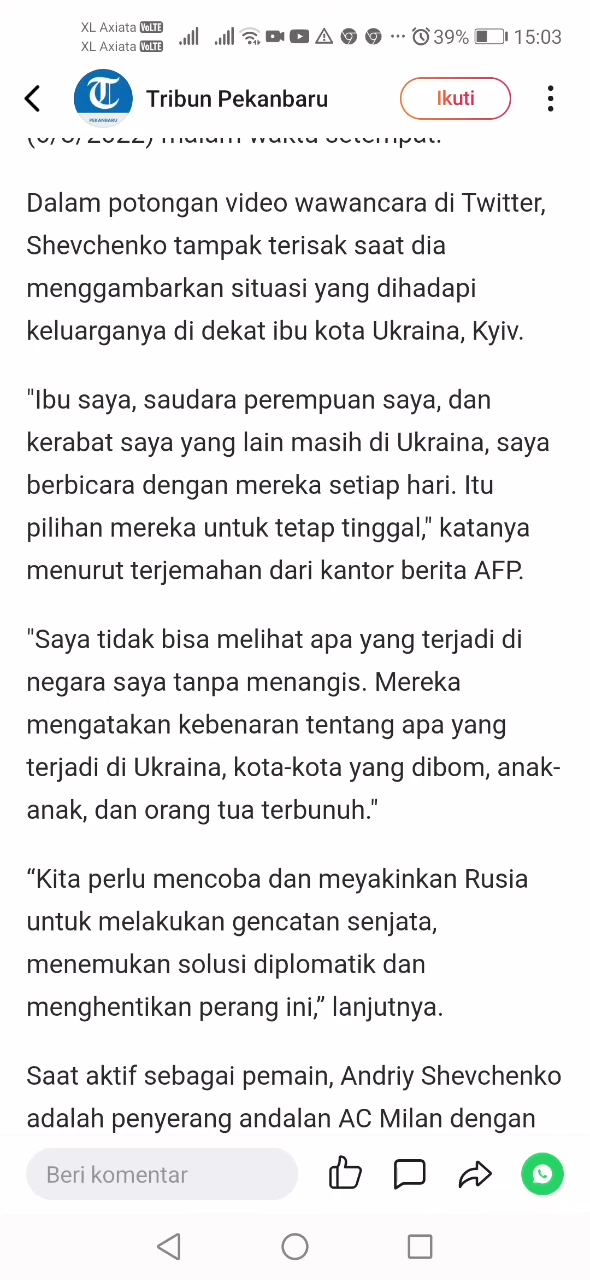 XL Axiata VoLTE
XL Axiata VoLTE
39% 15:03
Tribun Pekanbaru
Ikuti
PEKANBARU
malam waktu setempat.
Dalam potongan video wawancara di Twitter,
Shevchenko tampak terisak saat dia
menggambarkan situasi yang dihadapi
keluarganya di dekat ibu kota Ukraina, Kyiv.
"Ibu saya, saudara perempuan saya, dan
kerabat saya yang lain masih di Ukraina, saya
berbicara dengan mereka setiap hari. Itu
pilihan mereka untuk tetap tinggal," katanya
menurut terjemahan dari kantor berita AFP.
"Saya tidak bisa melihat apa yang terjadi di
negara saya tanpa menangis. Mereka
mengatakan kebenaran tentang apa yang
terjadi di Ukraina, kota-kota yang dibom, anak-
anak, dan orang tua terbunuh."
“Kita perlu mencoba dan meyakinkan Rusia
untuk melakukan gencatan senjata,
menemukan solusi diplomatik dan
menghentikan perang ini,” lanjutnya.
Saat aktif sebagai pemain, Andriy Shevchenko
adalah penyerang andalan AC Milan dengan
Beri komentar